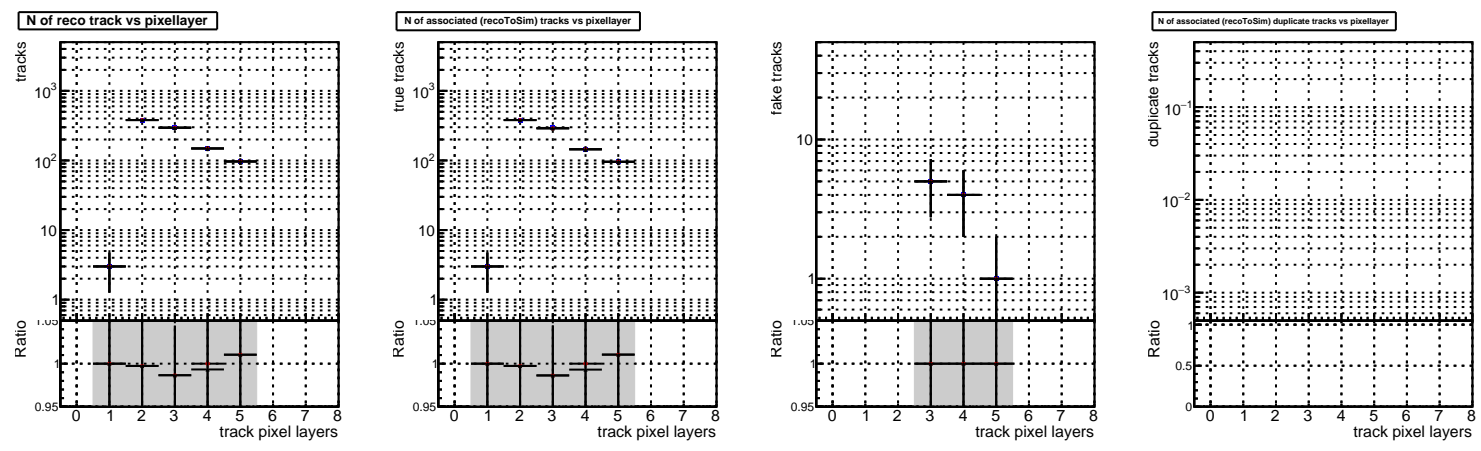 N of reco track vs pixellayer
tracks
10³
10²
10
1
Ratio
1.05
1
0.95
0 1 2 3 4 5 6 7 8
track pixel layers
N of associated (recoToSim) tracks vs pixellayer
true tracks
10³
10²
10
1
Ratio
1.05
1
0.95
0 1 2 3 4 5 6 7 8
track pixel layers
fake tracks
10
1
Ratio
1.05
1
0.95
0 1 2 3 4 5 6 7 8
track pixel layers
N of associated (recoToSim) duplicate tracks vs pixellayer
duplicate tracks
10⁻¹
10⁻²
10⁻³
Ratio
1
0.5
0
0 1 2 3 4 5 6 7 8
track pixel layers